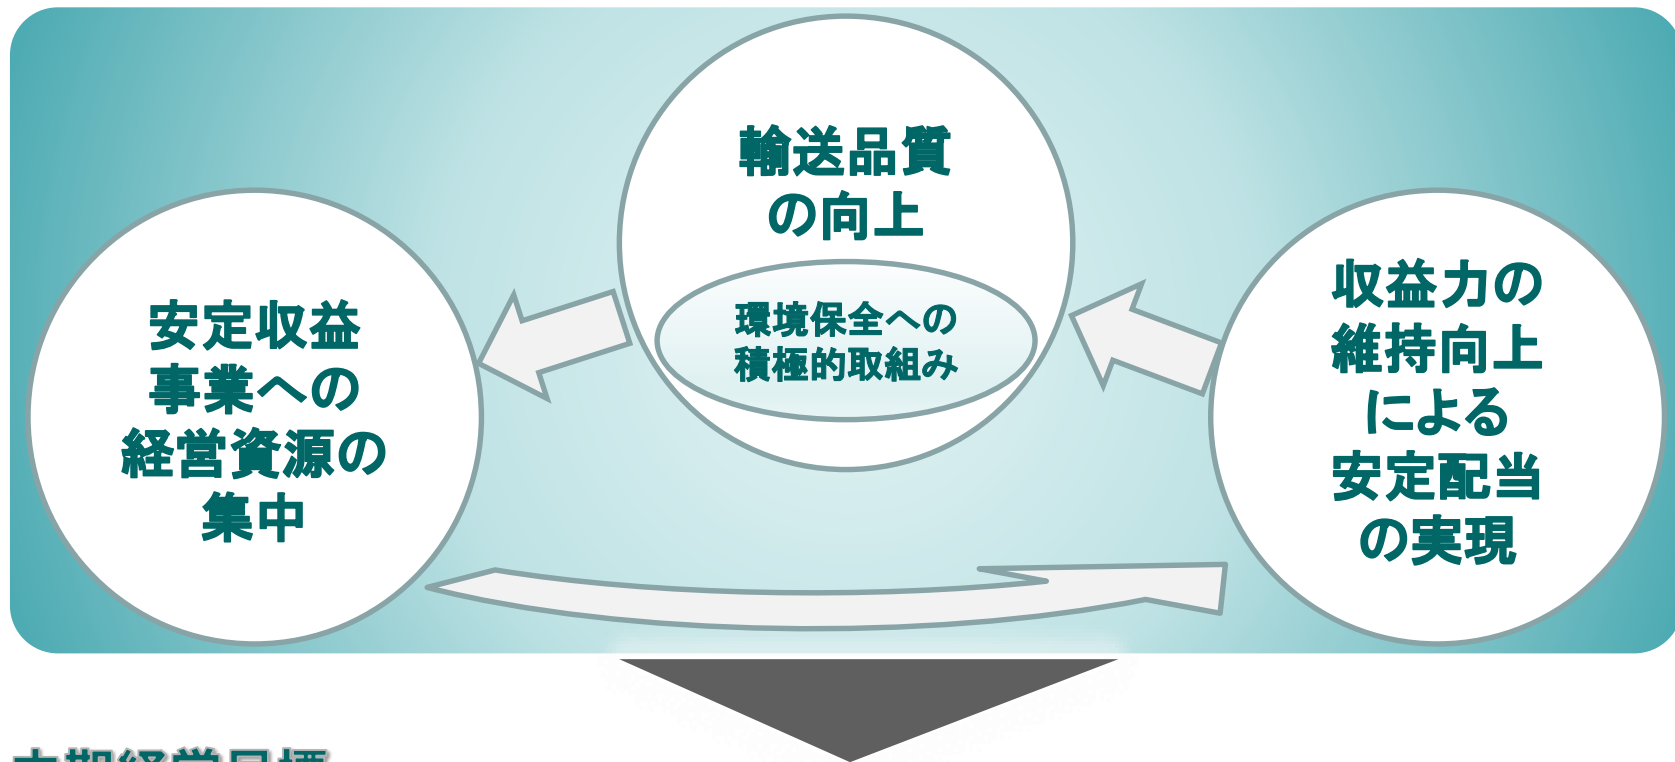 輸送品質
の向上
環境保全への
積極的取組み
安定収益
事業への
経営資源の
集中
収益力の
維持向上
による
安定配当
の実現